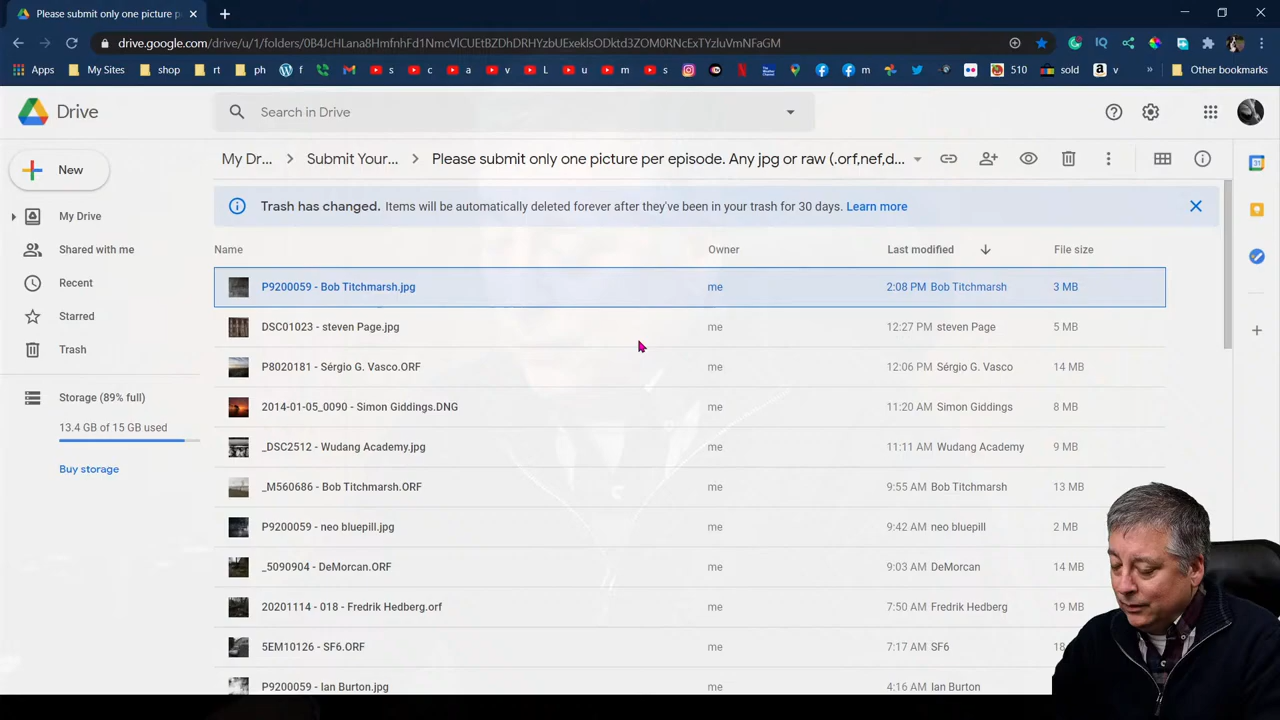 Please submit only one picture pe
drive.google.com/drive/u/1/folders/0B4JcHLana8HmfnhFd1NmcVlCUEtBZDhDRHYzbUExeklsODktd3ZOM0RNcExTYzluVmNFaGM
Apps My Sites shop rt ph f M s c a v L u m s m 510 sold v » Other bookmarks
Drive Search in Drive
My Dr... > Submit Your... > Please submit only one picture per episode. Any jpg or raw (.orf,nef,d...
New
Trash has changed. Items will be automatically deleted forever after they've been in your trash for 30 days. Learn more
My Drive
Shared with me
Recent
Starred
Trash
Storage (89% full)
13.4 GB of 15 GB used
Buy storage
Name Owner Last modified File size
P9200059 - Bob Titchmarsh.jpg me 2:08 PM Bob Titchmarsh 3 MB
DSC01023 - steven Page.jpg me 12:27 PM steven Page 5 MB
P8020181 - Sérgio G. Vasco.ORF me 12:06 PM Sérgio G. Vasco 14 MB
2014-01-05_0090 - Simon Giddings.DNG me 11:20 AM Simon Giddings 8 MB
_DSC2512 - Wudang Academy.jpg me 11:11 AM Wudang Academy 9 MB
_M560686 - Bob Titchmarsh.ORF me 9:55 AM Bob Titchmarsh 13 MB
P9200059 - neo bluepill.jpg me 9:42 AM neo bluepill 2 MB
_5090904 - DeMorcan.ORF me 9:03 AM DeMorcan 14 MB
20201114 - 018 - Fredrik Hedberg.orf me 7:50 AM Fredrik Hedberg 19 MB
5EM10126 - SF6.ORF me 7:17 AM SF6 18
P9200059 - Ian Burton.jpg me 4:16 AM Ian Burton